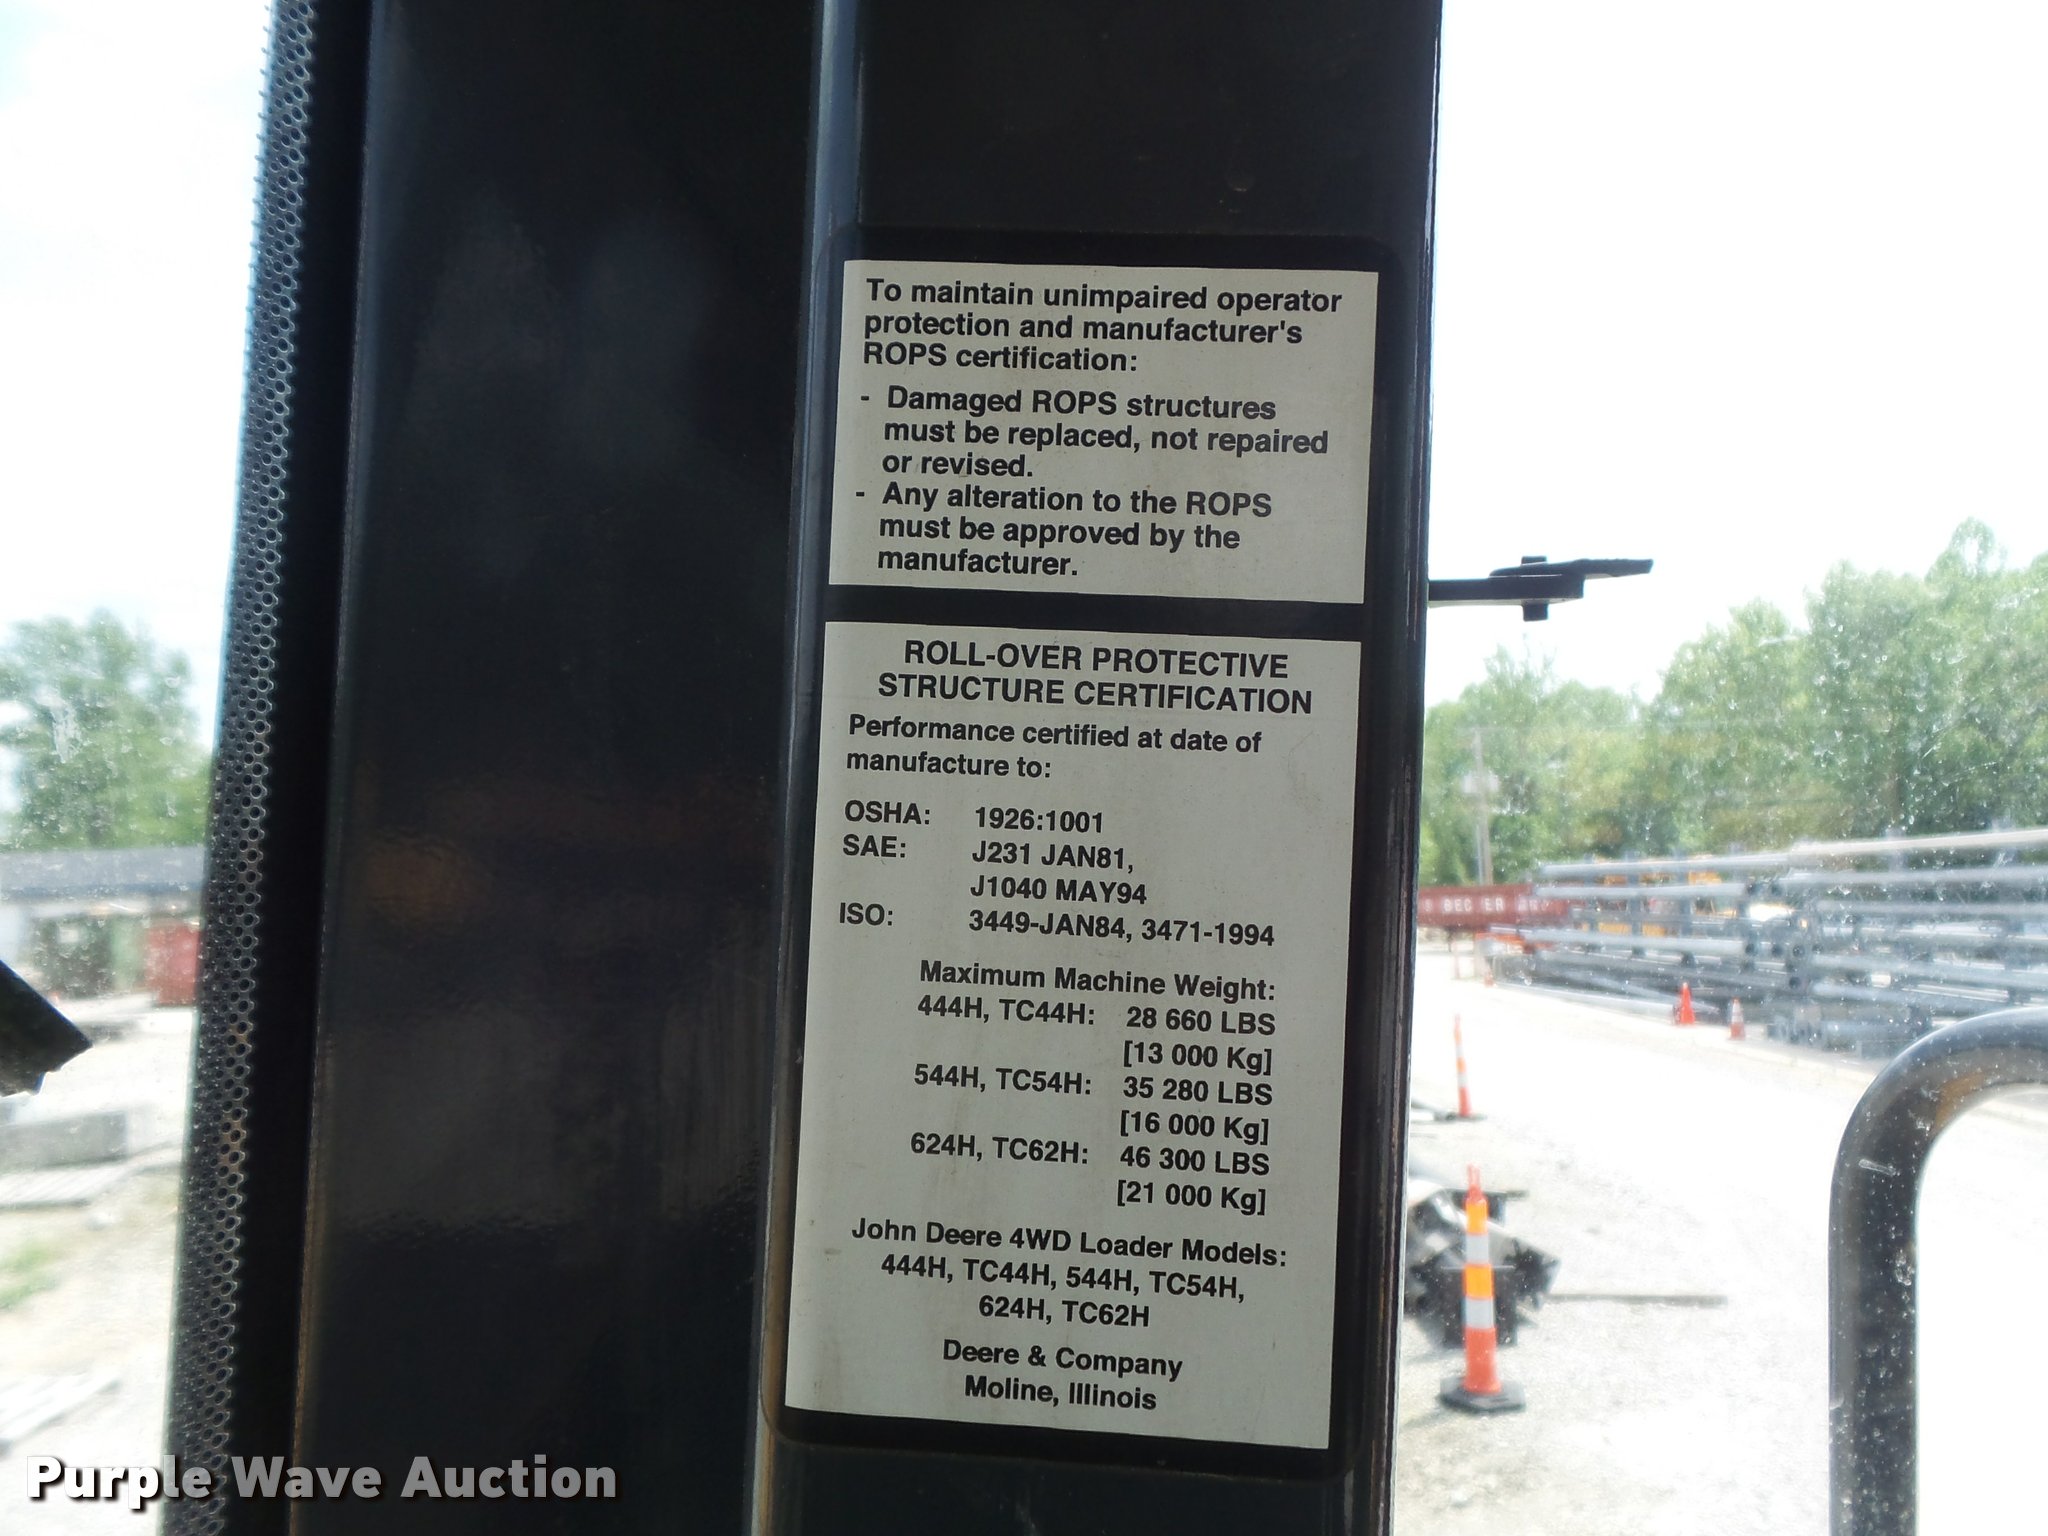 To maintain unimpaired operator
protection and manufacturer's
ROPS certification:
- Damaged ROPS structures
must be replaced, not repaired
or revised.
- Any alteration to the ROPS
must be approved by the
manufacturer.
ROLL-OVER PROTECTIVE
STRUCTURE CERTIFICATION
Performance certified at date of
manufacture to:
OSHA: 1926:1001
SAE: J231 JAN81,
J1040 MAY94
ISO: 3449-JAN84, 3471-1994
Maximum Machine Weight:
444H, TC44H: 28 660 LBS
[13 000 Kg]
544H, TC54H: 35 280 LBS
[16 000 Kg]
624H, TC62H: 46 300 LBS
[21 000 Kg]
John Deere 4WD Loader Models:
444H, TC44H, 544H, TC54H,
624H, TC62H
Deere & Company
Moline, Illinois
Purple Wave Auction